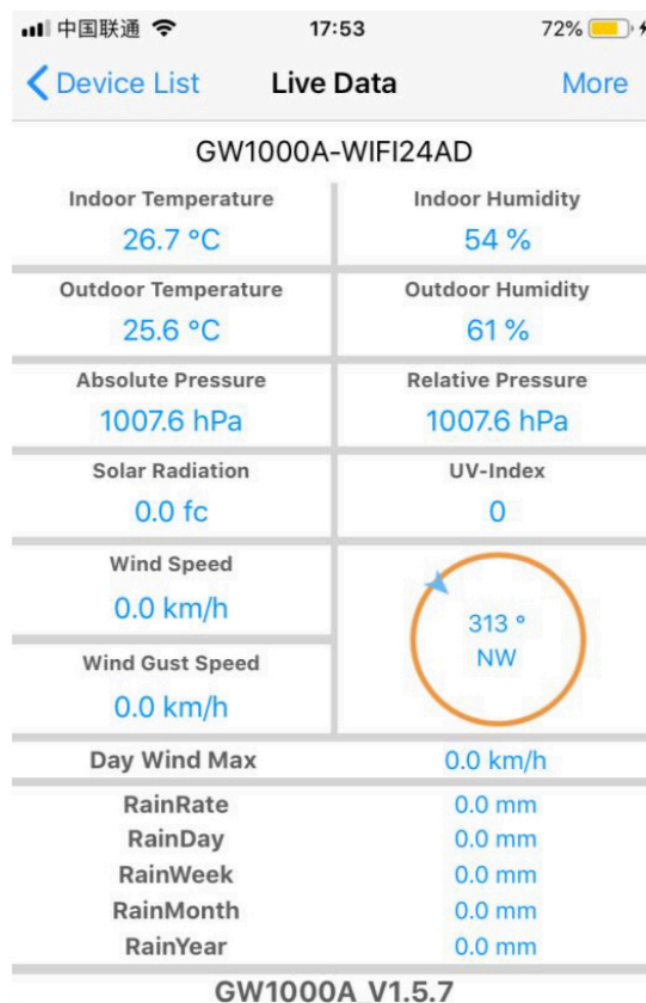 中国联通 17:53 72%
Device List Live Data More
GW1000A-WIFI24AD
Indoor Temperature Indoor Humidity
26.7 °C 54 %
Outdoor Temperature Outdoor Humidity
25.6 °C 61 %
Absolute Pressure Relative Pressure
1007.6 hPa 1007.6 hPa
Solar Radiation UV-Index
0.0 fc 0
Wind Speed
0.0 km/h
313 °
NW
Wind Gust Speed
0.0 km/h
Day Wind Max 0.0 km/h
RainRate 0.0 mm
RainDay 0.0 mm
RainWeek 0.0 mm
RainMonth 0.0 mm
RainYear 0.0 mm
GW1000A_V1.5.7